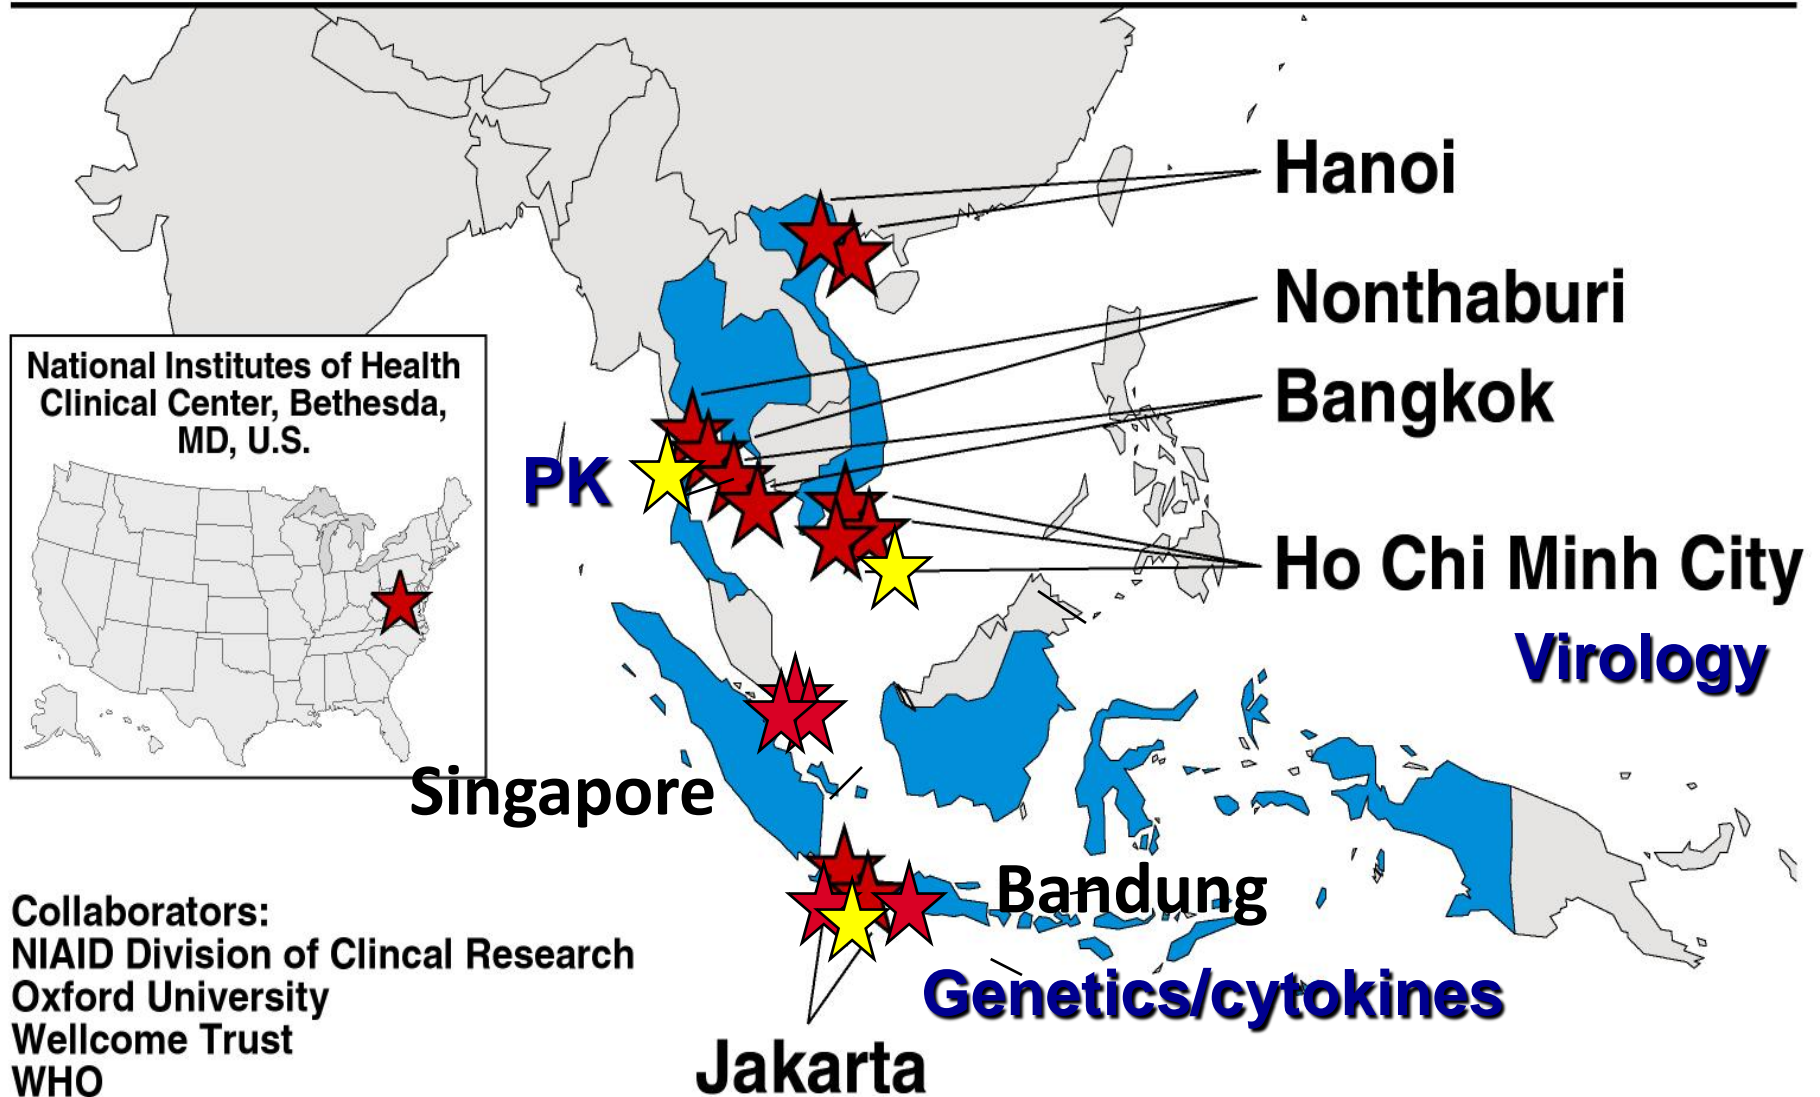 Hanoi
Nonthaburi
Bangkok
National Institutes of Health
Clinical Center, Bethesda,
MD, U.S.
PK
Ho Chi Minh City
Virology
Singapore
Bandung
Collaborators:
NIAID Division of Clincal Research
Oxford University
Wellcome Trust
WHO
Genetics/cytokines
Jakarta